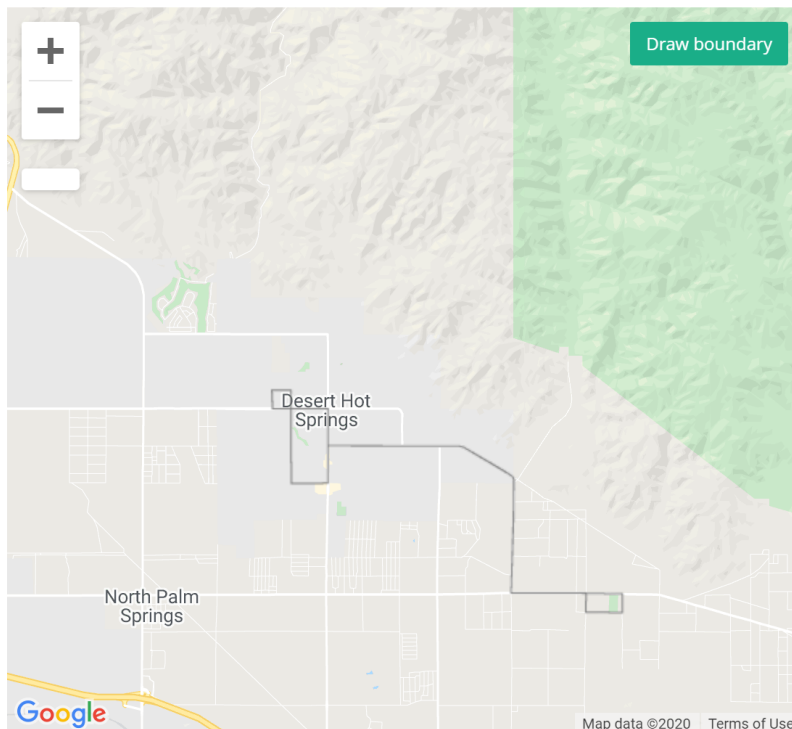 +
Draw boundary
−
Desert Hot
Springs
North Palm
Springs
Google
Map data ©2020
Terms of Use